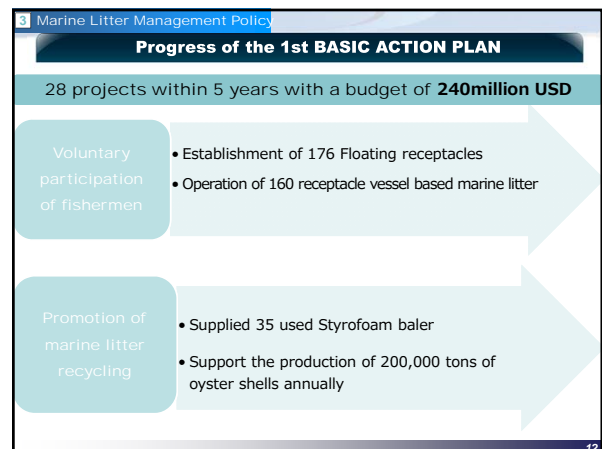 3 Marine Litter Management Policy
Progress of the 1st BASIC ACTION PLAN
28 projects within 5 years with a budget of 240million USD
Voluntary
participation
of fishermen
• Establishment of 176 Floating receptacles
• Operation of 160 receptacle vessel based marine litter
Promotion of
marine litter
recycling
• Supplied 35 used Styrofoam baler
• Support the production of 200,000 tons of
oyster shells annually
12